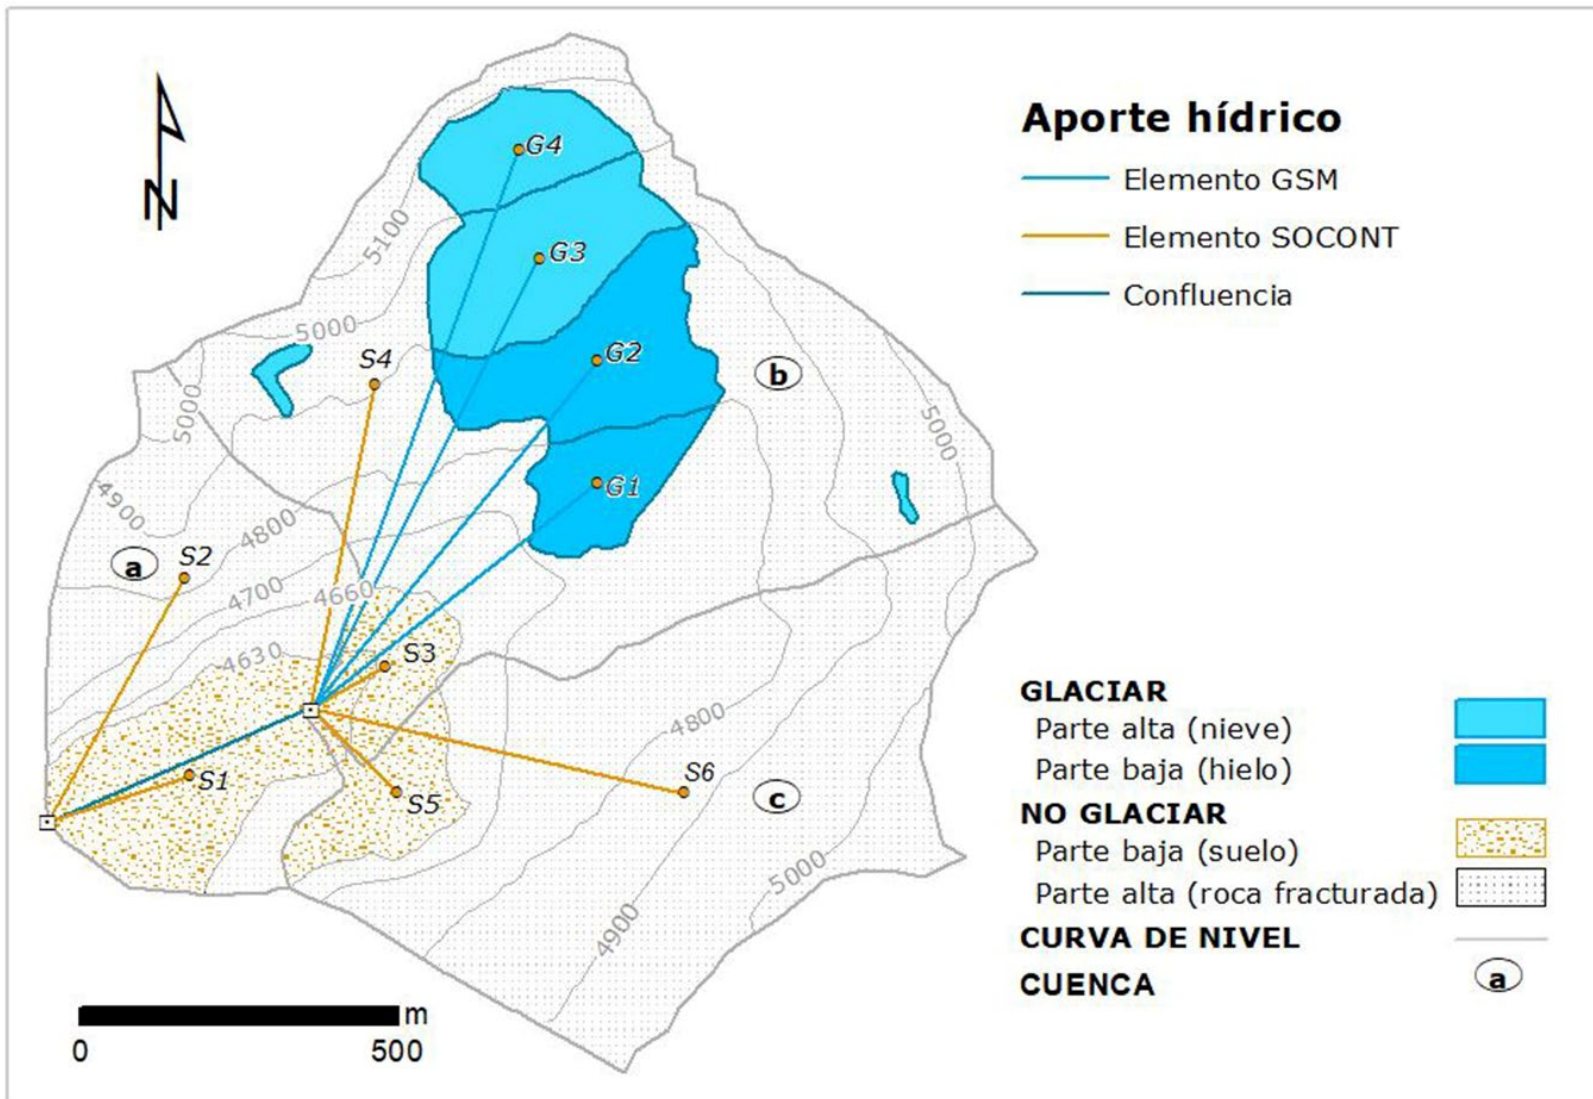 N
Aporte hídrico
Elemento GSM
Elemento SOCONT
Confluencia
G4
5100
G3
5000
S4
G2
b
5000
5000
G1
4900
4800
S2
a
4700
4660
S3
4630
4800
S6
S1
c
S5
5000
4900
GLACIAR
Parte alta (nieve)
Parte baja (hielo)
NO GLACIAR
Parte baja (suelo)
Parte alta (roca fracturada)
CURVA DE NIVEL
CUENCA a
m
0 500